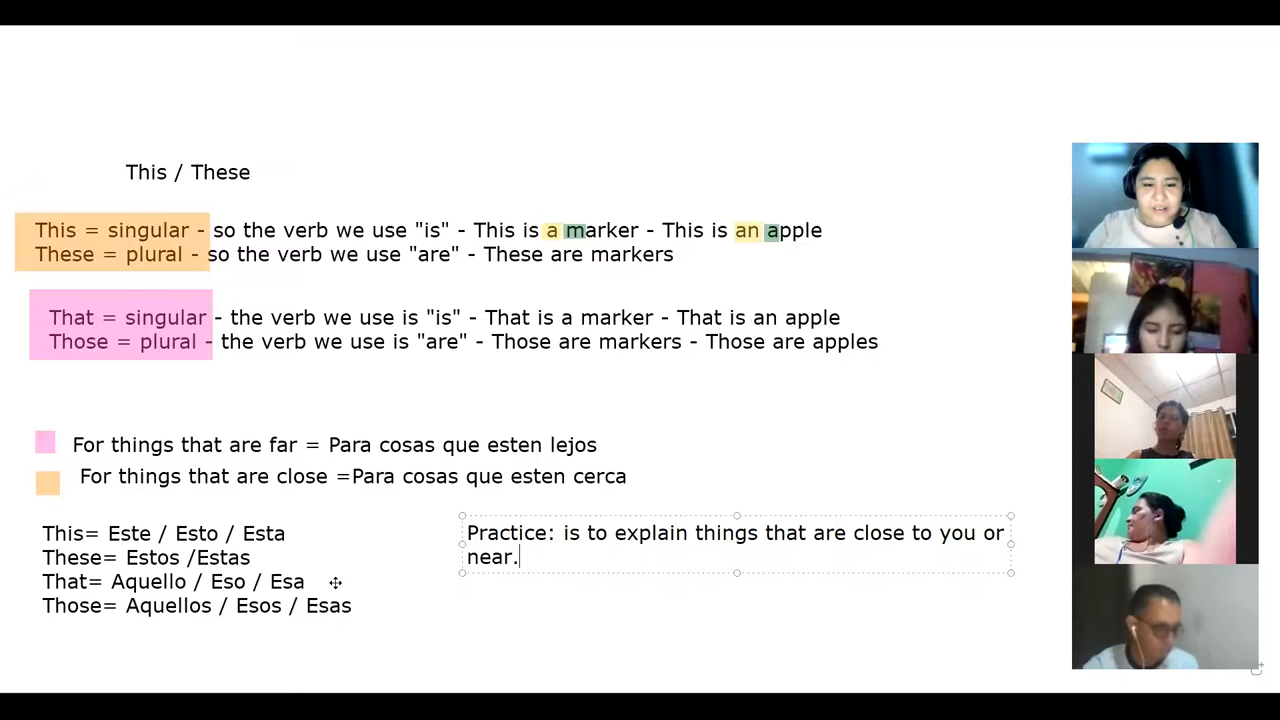 This / These
This = singular - so the verb we use "is" - This is a marker - This is an apple
These = plural - so the verb we use "are" - These are markers
That = singular - the verb we use is "is" - That is a marker - That is an apple
Those = plural - the verb we use is "are" - Those are markers - Those are apples
For things that are far = Para cosas que esten lejos
For things that are close =Para cosas que esten cerca
This= Este / Esto / Esta
These= Estos /Estas
That= Aquello / Eso / Esa
Those= Aquellos / Esos / Esas
Practice: is to explain things that are close to you or
near.